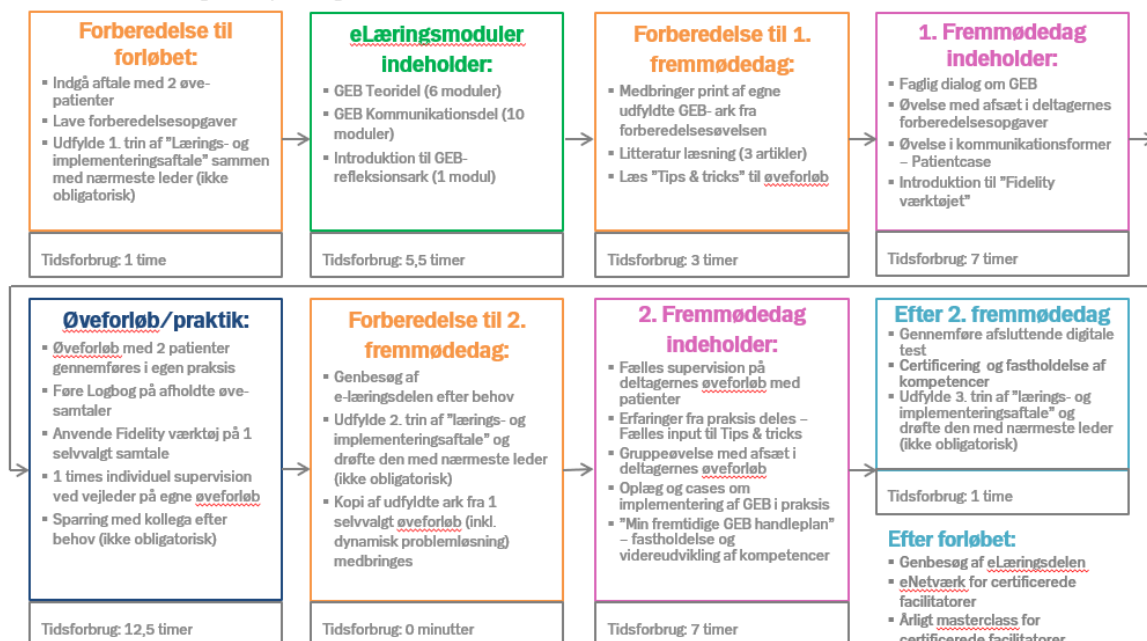 Forberedelse til
forløbet:
▪ Indgå aftale med 2 øve-
patienter
▪ Lave forberedelsesopgaver
▪ Udfylde 1. trin af "Lærings- og
implementeringsaftale" sammen
med nærmeste leder (ikke
obligatorisk)
Tidsforbrug: 1 time
eLæringsmoduler
indeholder:
▪ GEB Teoridel (6 moduler)
▪ GEB Kommunikationsdel (10
moduler)
▪ Introduktion til GEB-
refleksionsark (1 modul)
Tidsforbrug: 5,5 timer
Forberedelse til 1.
fremmødedag:
▪ Medbringer print af egne
udfyldte GEB- ark fra
forberedelsesøvelsen
▪ Litteratur læsning (3 artikler)
▪ Læs "Tips & tricks" til øveforløb
Tidsforbrug: 3 timer
1. Fremmødedag
indeholder:
▪ Faglig dialog om GEB
▪ Øvelse med afsæt i deltagernes
forberedelsesopgaver
▪ Øvelse i kommunikationsformer
– Patientcase
▪ Introduktion til "Fidelity
værktøjet"
Tidsforbrug: 7 timer
Øveforløb/praktik:
▪ Øveforløb med 2 patienter
gennemføres i egen praksis
▪ Føre Logbog på afholdte øve-
samtaler
▪ Anvende Fidelity værktøj på 1
selvvalgt samtale
▪ 1 times individuel supervision
ved vejleder på egne øveforløb
▪ Sparring med kollega efter
behov (ikke obligatorisk)
Tidsforbrug: 12,5 timer
Forberedelse til 2.
fremmødedag:
▪ Genbesøg af
e-læringsdelen efter behov
▪ Udfylde 2. trin af "lærings- og
implementeringsaftale" og
drøfte den med nærmeste leder
(ikke obligatorisk)
▪ Kopi af udfyldte ark fra 1
selvvalgt øveforløb (inkl.
dynamisk problemløsning)
medbringes
Tidsforbrug: 0 minutter
2. Fremmødedag
indeholder:
▪ Fælles supervision på
deltagernes øveforløb med
patienter
▪ Erfaringer fra praksis deles –
Fælles input til Tips & tricks
▪ Gruppeøvelse med afsæt i
deltagernes øveforløb
▪ Oplæg og cases om
implementering af GEB i praksis
▪ "Min fremtidige GEB handleplan"
– fastholdelse og
videreudvikling af kompetencer
Tidsforbrug: 7 timer
Efter 2. fremmødedag
▪ Gennemføre afsluttende digitale
test
▪ Certificering og fastholdelse af
kompetencer
▪ Udfylde 3. trin af "lærings- og
implementeringsaftale" og
drøfte den med nærmeste leder
(ikke obligatorisk)
Tidsforbrug: 1 time
Efter forløbet:
▪ Genbesøg af eLæringsdelen
▪ eNetværk for certificerede
facilitatorer
▪ Årligt masterclass for
certificerede facilitatorer